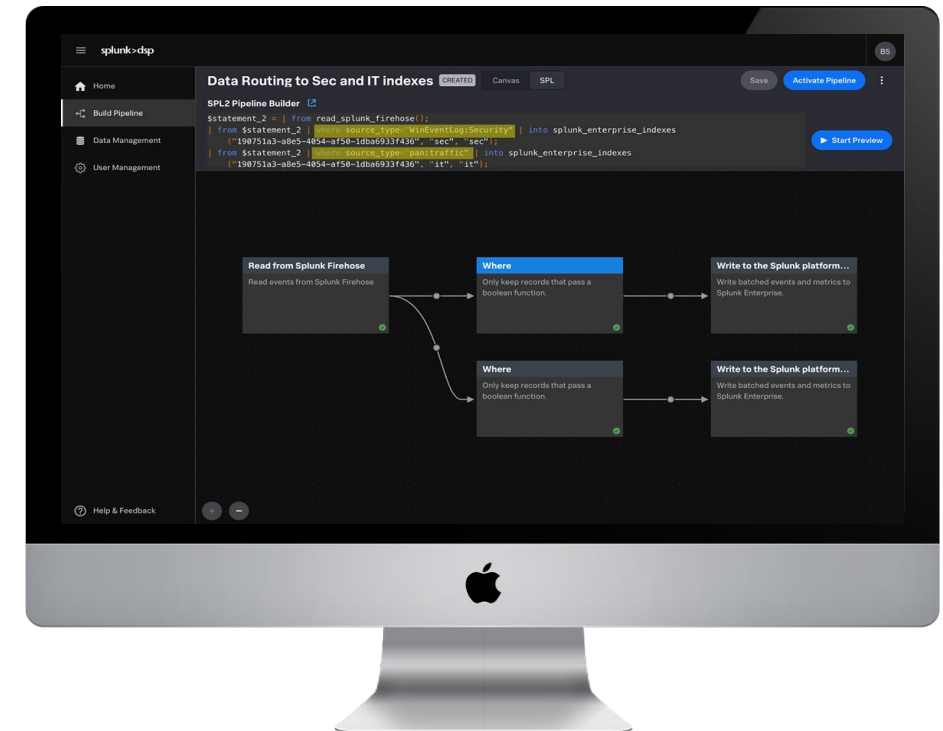 splunk>dsp
B5
Home
Build Pipeline
Data Management
User Management
Help & Feedback
Data Routing to Sec and IT indexes CREATED Canvas SPL Save Activate Pipeline
SPL2 Pipeline Builder
$statement_2 = | from read_splunk_firehose();
| from $statement_2 | where source_type="WinEventLog:Security" | into splunk_enterprise_indexes
("190751a3-a8e5-4054-af50-1dba6933f436", "sec", "sec");
| from $statement_2 | where source_type="pan:traffic" | into splunk_enterprise_indexes
("190751a3-a8e5-4054-af50-1dba6933f436", "it", "it");
Start Preview
Read from Splunk Firehose
Read events from Splunk Firehose
Where
Only keep records that pass a
boolean function.
Write to the Splunk platform...
Write batched events and metrics to
Splunk Enterprise.
Where
Only keep records that pass a
boolean function.
Write to the Splunk platform...
Write batched events and metrics to
Splunk Enterprise.